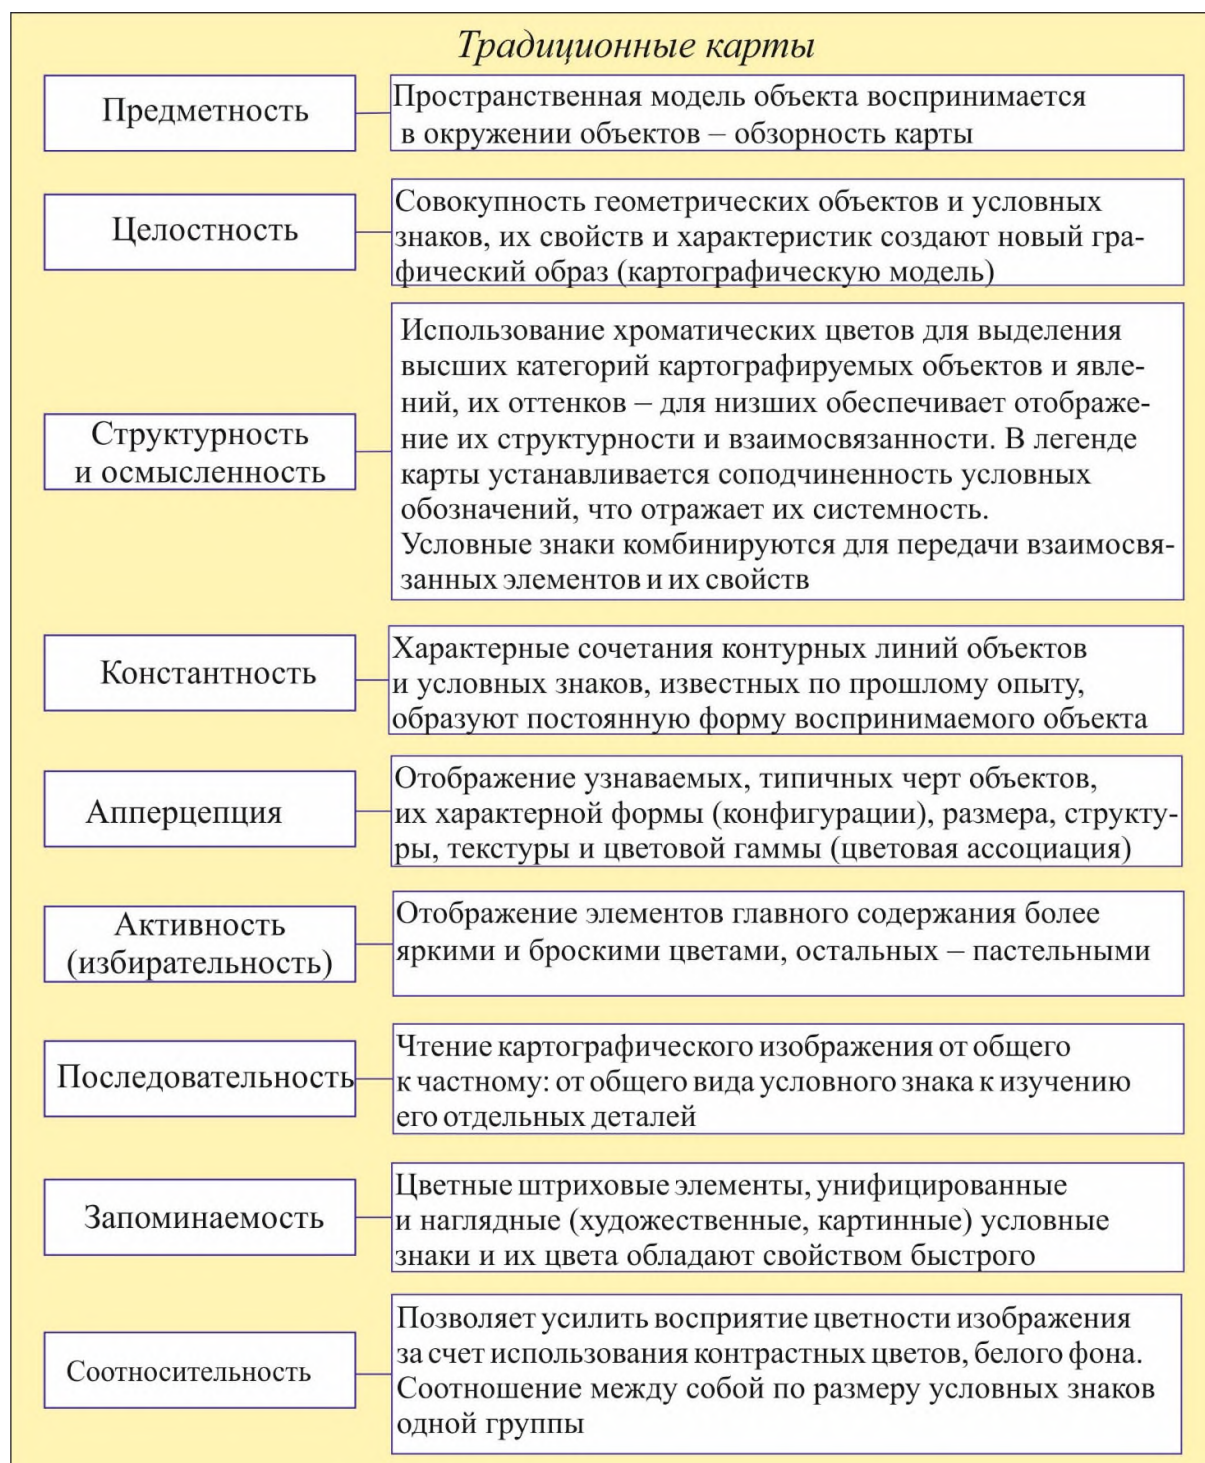 Традиционные карты
Предметность
Пространственная модель объекта воспринимается
в окружении объектов – обзорность карты
Целостность
Совокупность геометрических объектов и условных
знаков, их свойств и характеристик создают новый гра-
фический образ (картографическую модель)
Структурность
и осмысленность
Использование хроматических цветов для выделения
высших категорий картографируемых объектов и явле-
ний, их оттенков – для низших обеспечивает отображе-
ние их структурности и взаимосвязанности. В легенде
карты устанавливается соподчиненность условных
обозначений, что отражает их системность.
Условные знаки комбинируются для передачи взаимосвя-
занных элементов и их свойств
Константность
Характерные сочетания контурных линий объектов
и условных знаков, известных по прошлому опыту,
образуют постоянную форму воспринимаемого объекта
Апперцепция
Отображение узнаваемых, типичных черт объектов,
их характерной формы (конфигурации), размера, структу-
ры, текстуры и цветовой гаммы (цветовая ассоциация)
Активность
(избирательность)
Отображение элементов главного содержания более
яркими и броскими цветами, остальных – пастельными
Последовательность
Чтение картографического изображения от общего
к частному: от общего вида условного знака к изучению
его отдельных деталей
Запоминаемость
Цветные штриховые элементы, унифицированные
и наглядные (художественные, картинные) условные
знаки и их цвета обладают свойством быстрого
Соотносительность
Позволяет усилить восприятие цветности изображения
за счет использования контрастных цветов, белого фона.
Соотношение между собой по размеру условных знаков
одной группы